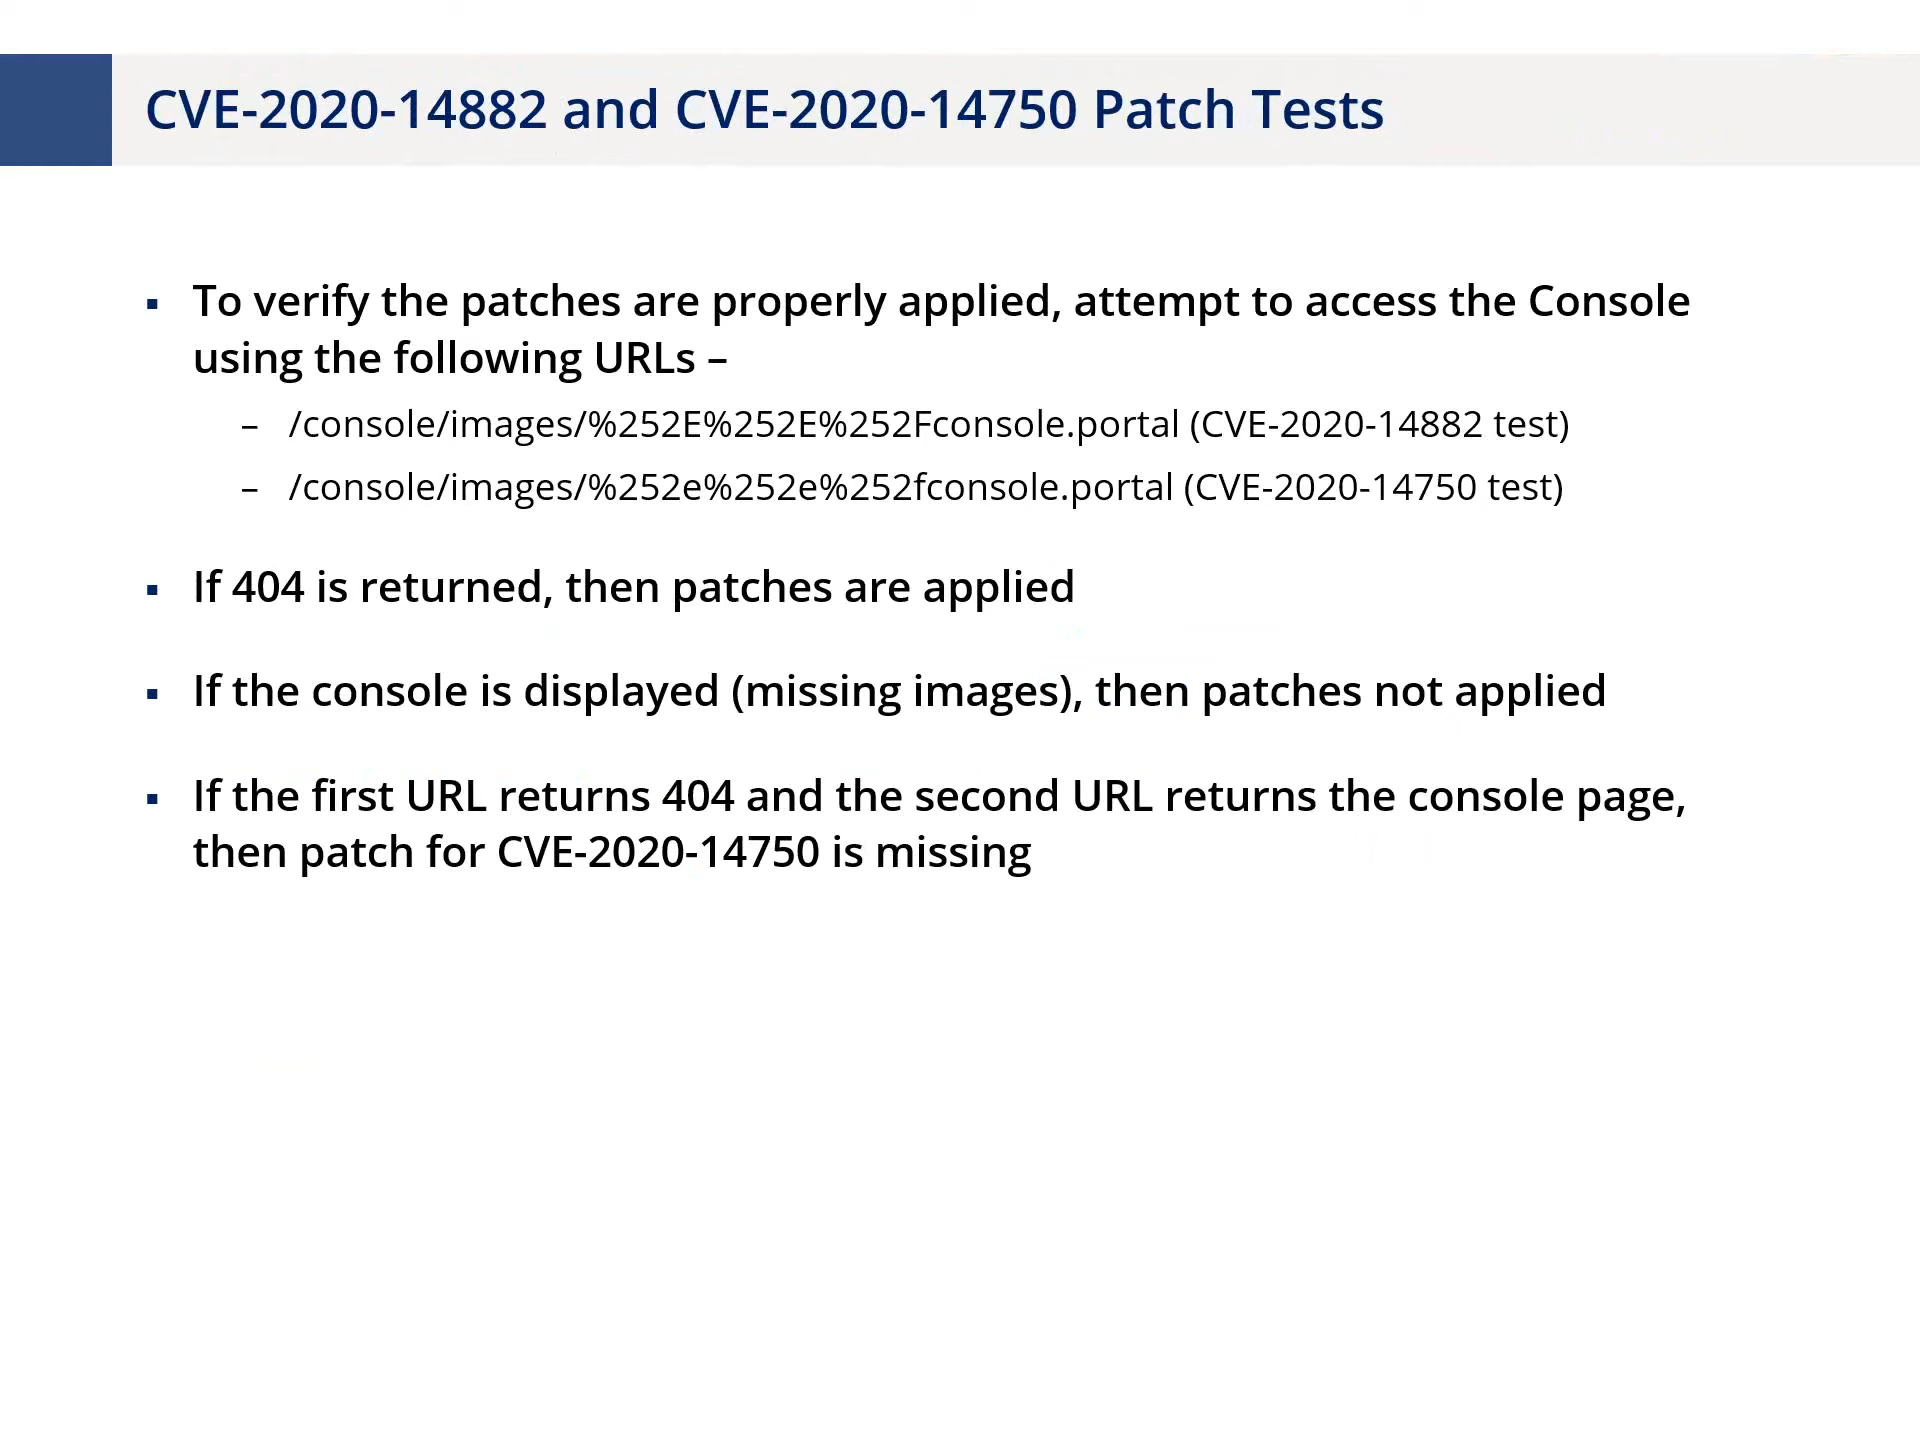 CVE-2020-14882 and CVE-2020-14750 Patch Tests
▪ To verify the patches are properly applied, attempt to access the Console
using the following URLs –
– /console/images/%252E%252E%252Fconsole.portal (CVE-2020-14882 test)
– /console/images/%252e%252e%252fconsole.portal (CVE-2020-14750 test)
▪ If 404 is returned, then patches are applied
▪ If the console is displayed (missing images), then patches not applied
▪ If the first URL returns 404 and the second URL returns the console page,
then patch for CVE-2020-14750 is missing